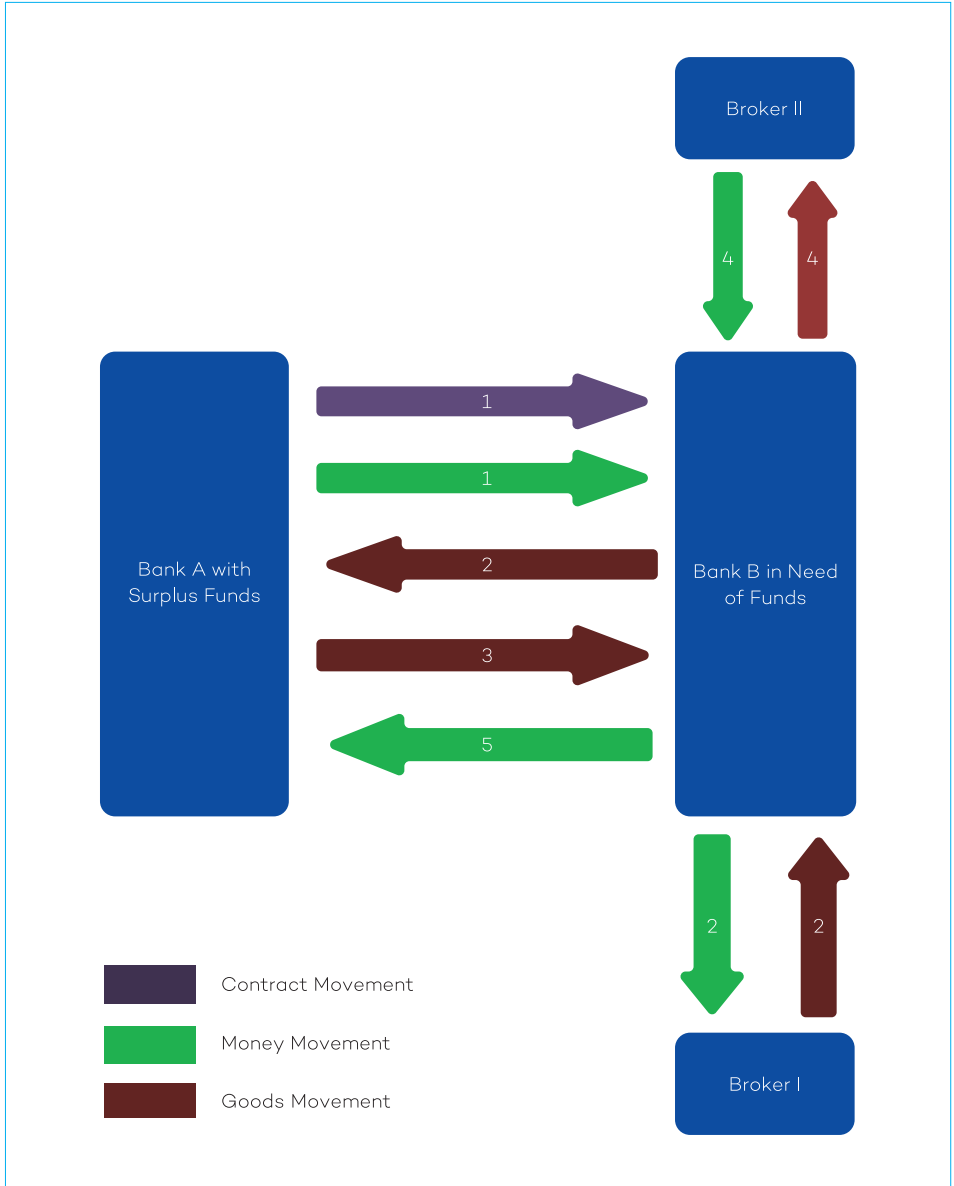 Broker II
4
4
1
1
2
3
5
Bank A with
Surplus Funds
Bank B in Need
of Funds
2
2
Contract Movement
Money Movement
Goods Movement
Broker I